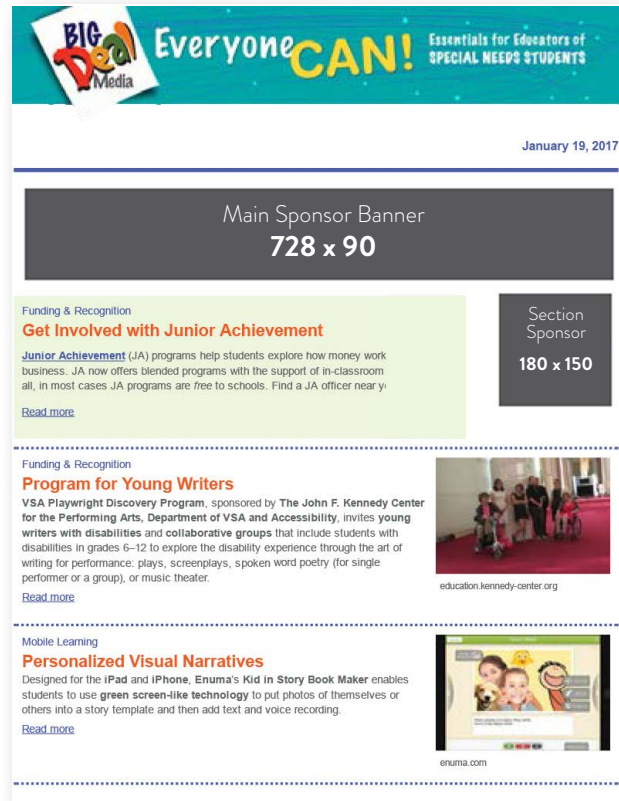 BIG
Deal
Media
Everyone CAN!
Essentials for Educators of
SPECIAL NEEDS STUDENTS
January 19, 2017
Main Sponsor Banner
728 x 90
Funding & Recognition
Get Involved with Junior Achievement
Junior Achievement (JA) programs help students explore how money work
business. JA now offers blended programs with the support of in-classroom
all, in most cases JA programs are free to schools. Find a JA officer near
Read more
Section
Sponsor
180 x 150
Funding & Recognition
Program for Young Writers
VSA Playwright Discovery Program, sponsored by The John F. Kennedy Center
for the Performing Arts, Department of VSA and Accessibility, invites young
writers with disabilities and collaborative groups that include students with
disabilities in grades 6–12 to explore the disability experience through the art of
writing for performance: plays, screenplays, spoken word poetry (for single
performer or a group), or music theater.
Read more
education.kennedy-center.org
Mobile Learning
Personalized Visual Narratives
Designed for the iPad and iPhone, Enuma's Kid in Story Book Maker enables
students to use green screen-like technology to put photos of themselves or
others into a story template and then add text and voice recording.
Read more
enuma.com